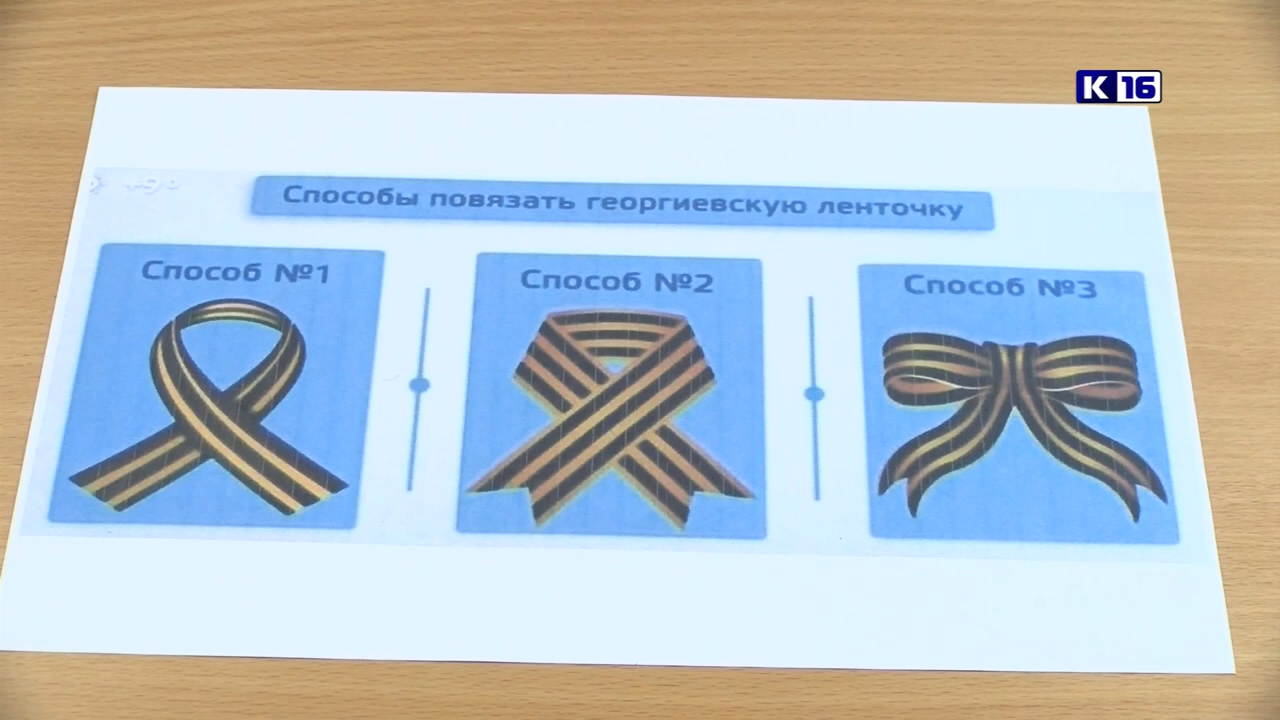 К 16
Способы повязать георгиевскую ленточку
Способ №1
Способ №2
Способ №3